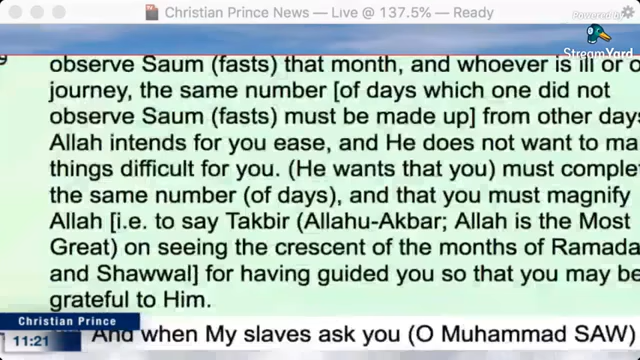 Christian Prince News — Live @ 137.5% — Ready
Powered by
StreamYard
observe Saum (fasts) that month, and whoever is ill or
journey, the same number [of days which one did not
observe Saum (fasts) must be made up] from other days
Allah intends for you ease, and He does not want to
things difficult for you. (He wants that you) must
the same number (of days), and that you must magnify
Allah [i.e. to say Takbir (Allahu-Akbar; Allah is the Most
Great) on seeing the crescent of the months of
and Shawwal] for having guided you so that you may be
grateful to Him.
Christian Prince
11:21
And when My slaves ask you (O Muhammad SAW)